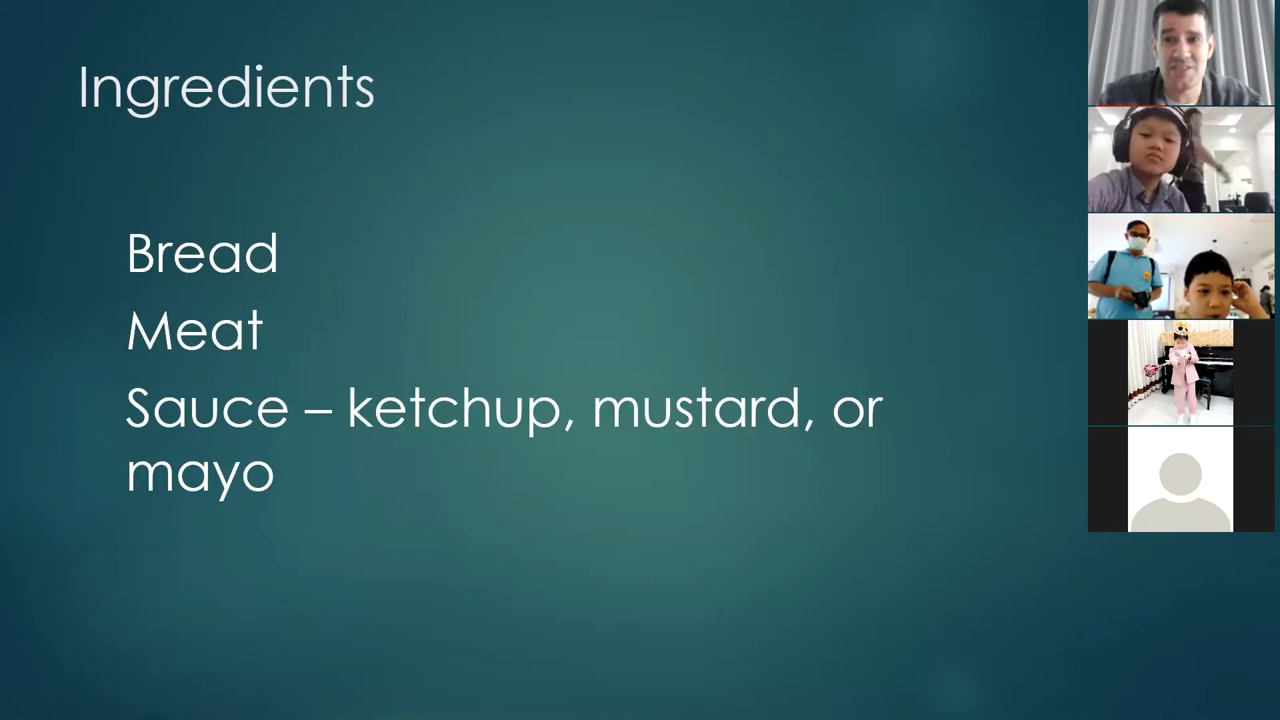 Ingredients
Bread
Meat
Sauce – ketchup, mustard, or
mayo